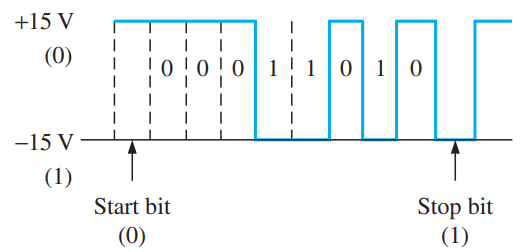 +15 V
(0)
0 0 0 1 1 0 1 0
−15 V
(1)
Start bit
(0)
Stop bit
(1)